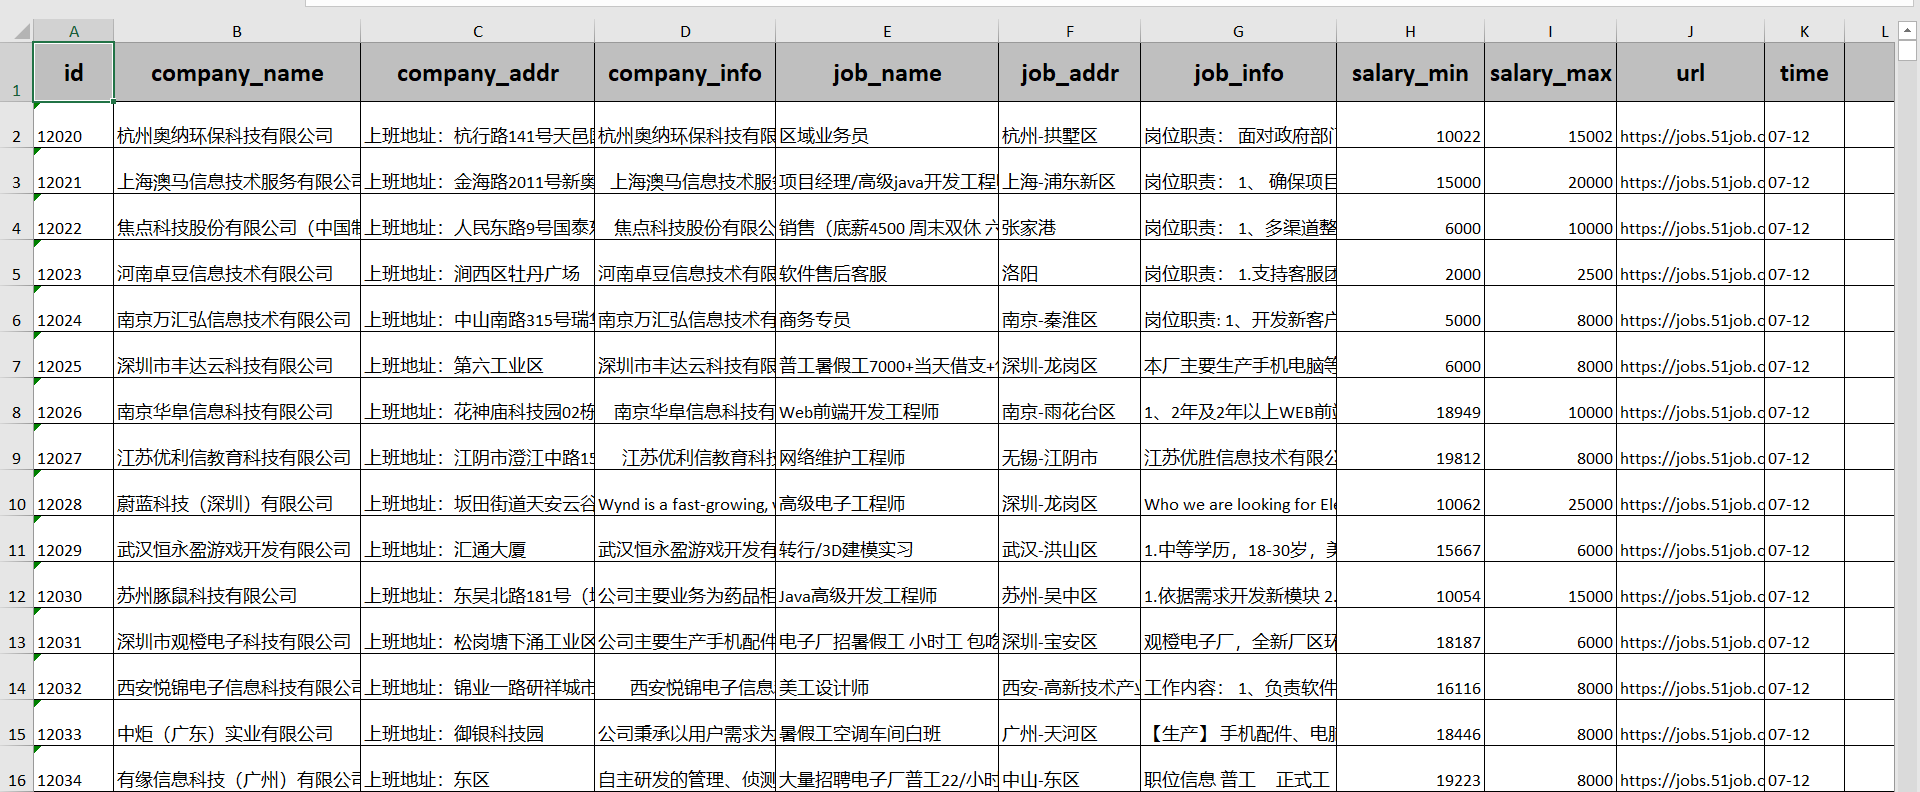 A B C D E F G H I J K L
1 id company_name company_addr company_info job_name job_addr job_info salary_min salary_max url time
2 12020 杭州奥纳环保科技有限公司 上班地址：杭行路141号天邑 杭州奥纳环保科技有限 区域业务员 杭州-拱墅区 岗位职责： 面对政府部门 10022 15002 https://jobs.51job.c 07-12
3 12021 上海澳马信息技术服务有限公司 上班地址：金海路2011号新奥 上海澳马信息技术服 项目经理/高级java开发工程 上海-浦东新区 岗位职责： 1、 确保项目 15000 20000 https://jobs.51job.c 07-12
4 12022 焦点科技股份有限公司（中国制 上班地址：人民东路9号国泰东 焦点科技股份有限公 销售（底薪4500 周末双休 六 张家港 岗位职责： 1、多渠道整 6000 10000 https://jobs.51job.c 07-12
5 12023 河南卓豆信息技术有限公司 上班地址：涧西区牡丹广场 河南卓豆信息技术有限 软件售后客服 洛阳 岗位职责： 1.支持客服团 2000 2500 https://jobs.51job.c 07-12
6 12024 南京万汇弘信息技术有限公司 上班地址：中山南路315号瑞华 南京万汇弘信息技术有 商务专员 南京-秦淮区 岗位职责: 1、开发新客户 5000 8000 https://jobs.51job.c 07-12
7 12025 深圳市丰达云科技有限公司 上班地址：第六工业区 深圳市丰达云科技有限 普工暑假工7000+当天借支+ 深圳-龙岗区 本厂主要生产手机电脑等 6000 8000 https://jobs.51job.c 07-12
8 12026 南京华阜信息科技有限公司 上班地址：花神庙科技园02栋 南京华阜信息科技有 Web前端开发工程师 南京-雨花台区 1、2年及2年以上WEB前端 18949 10000 https://jobs.51job.c 07-12
9 12027 江苏优利信教育科技有限公司 上班地址：江阴市澄江中路15 江苏优利信教育科技 网络维护工程师 无锡-江阴市 江苏优胜信息技术有限公 19812 8000 https://jobs.51job.c 07-12
10 12028 蔚蓝科技（深圳）有限公司 上班地址：坂田街道天安云谷 Wynd is a fast-growing, v 高级电子工程师 深圳-龙岗区 Who we are looking for Ele 10062 25000 https://jobs.51job.c 07-12
11 12029 武汉恒永盈游戏开发有限公司 上班地址：汇通大厦 武汉恒永盈游戏开发有 转行/3D建模实习 武汉-洪山区 1.中等学历，18-30岁，美 15667 6000 https://jobs.51job.c 07-12
12 12030 苏州豚鼠科技有限公司 上班地址：东吴北路181号（ 公司主要业务为药品相 Java高级开发工程师 苏州-吴中区 1.依据需求开发新模块 2. 10054 15000 https://jobs.51job.c 07-12
13 12031 深圳市观橙电子科技有限公司 上班地址：松岗塘下涌工业区 公司主要生产手机配件 电子厂招暑假工 小时工 包吃 深圳-宝安区 观橙电子厂，全新厂区环 18187 6000 https://jobs.51job.c 07-12
14 12032 西安悦锦电子信息科技有限公司 上班地址：锦业一路研祥城市 西安悦锦电子信息 美工设计师 西安-高新技术产业 工作内容： 1、负责软件 16116 8000 https://jobs.51job.c 07-12
15 12033 中炬（广东）实业有限公司 上班地址：御银科技园 公司秉承以用户需求为 暑假工空调车间白班 广州-天河区 【生产】 手机配件、电脑 18446 8000 https://jobs.51job.c 07-12
16 12034 有缘信息科技（广州）有限公司 上班地址：东区 自主研发的管理、侦测 大量招聘电子厂普工22/小时 中山-东区 职位信息 普工 正式工 19223 8000 https://jobs.51job.c 07-12